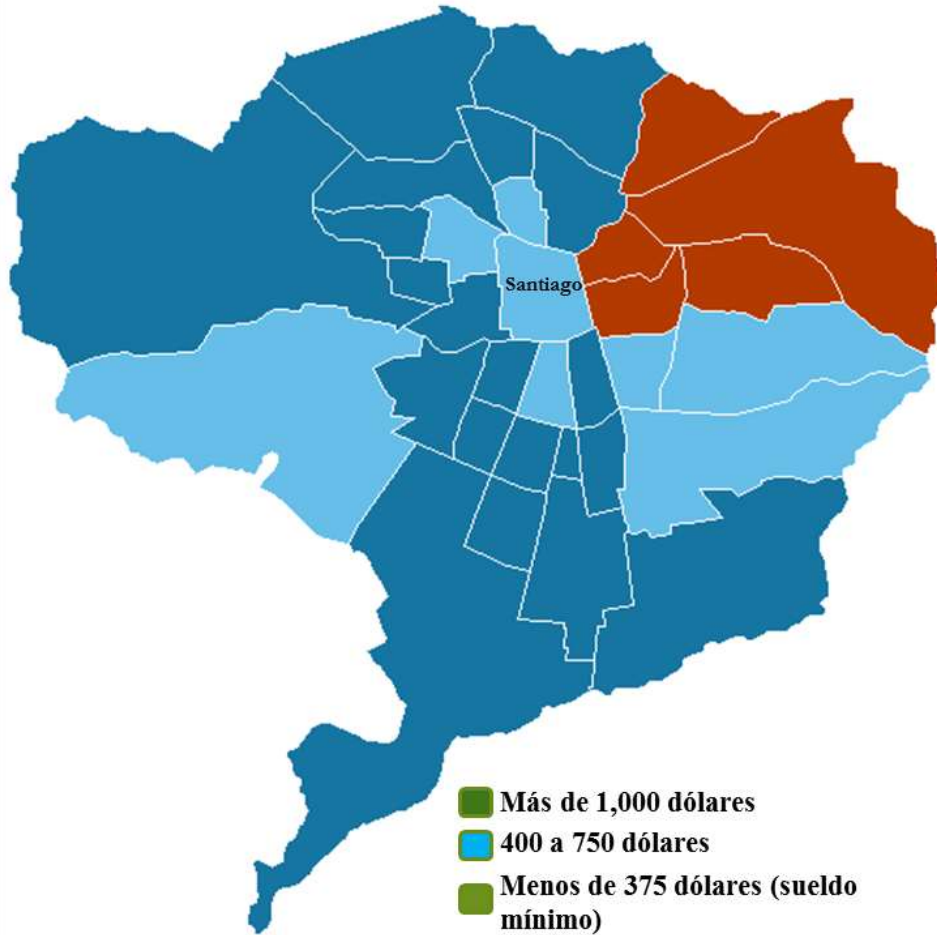 Santiago
Más de 1,000 dólares
400 a 750 dólares
Menos de 375 dólares (sueldo
mínimo)